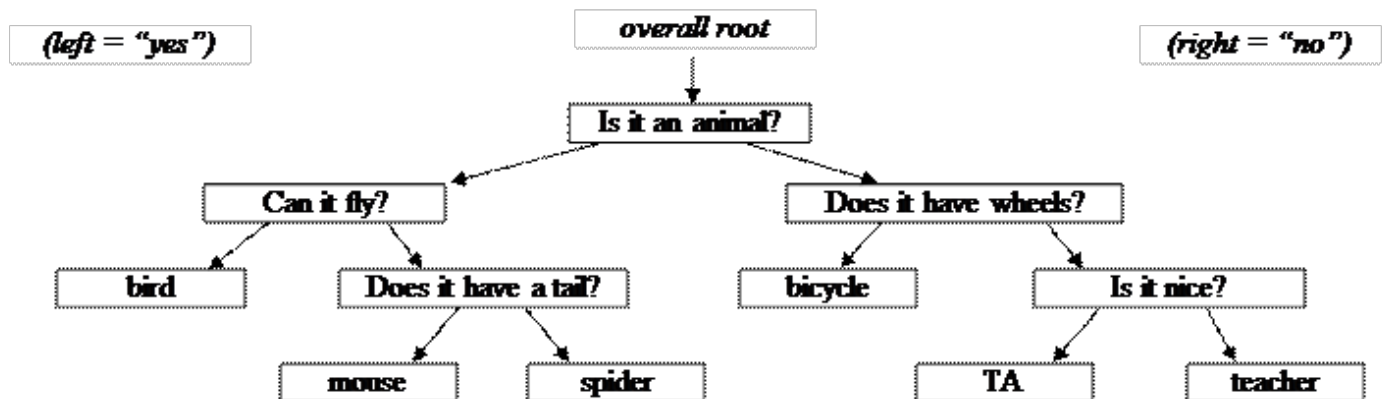 (left = “yes”)
overall root
(right = “no”)
Is it an animal?
Can it fly?
Does it have wheels?
bird
Does it have a tail?
bicycle
Is it nice?
mouse
spider
TA
teacher